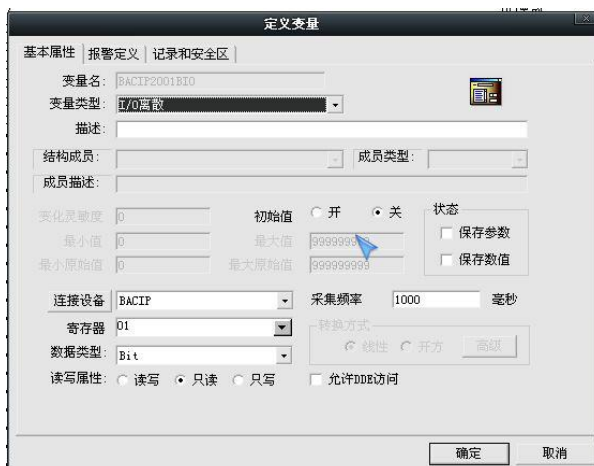 定义变量
基本属性 报警定义 记录和安全区
变量名: BACIP2001BI0
变量类型: I/O离散
描述:
结构成员: 成员类型:
成员描述:
变化灵敏度 0 初始值 开 关 状态
保存参数
最小值 0 最大值 999999999
保存数值
最小原始值 0 最大原始值 999999999
连接设备 BACIP 采集频率 1000 毫秒
寄存器 01 转换方式
线性 开方 高级
数据类型: Bit
读写属性: 读写 只读 只写 允许DDE访问
确定 取消